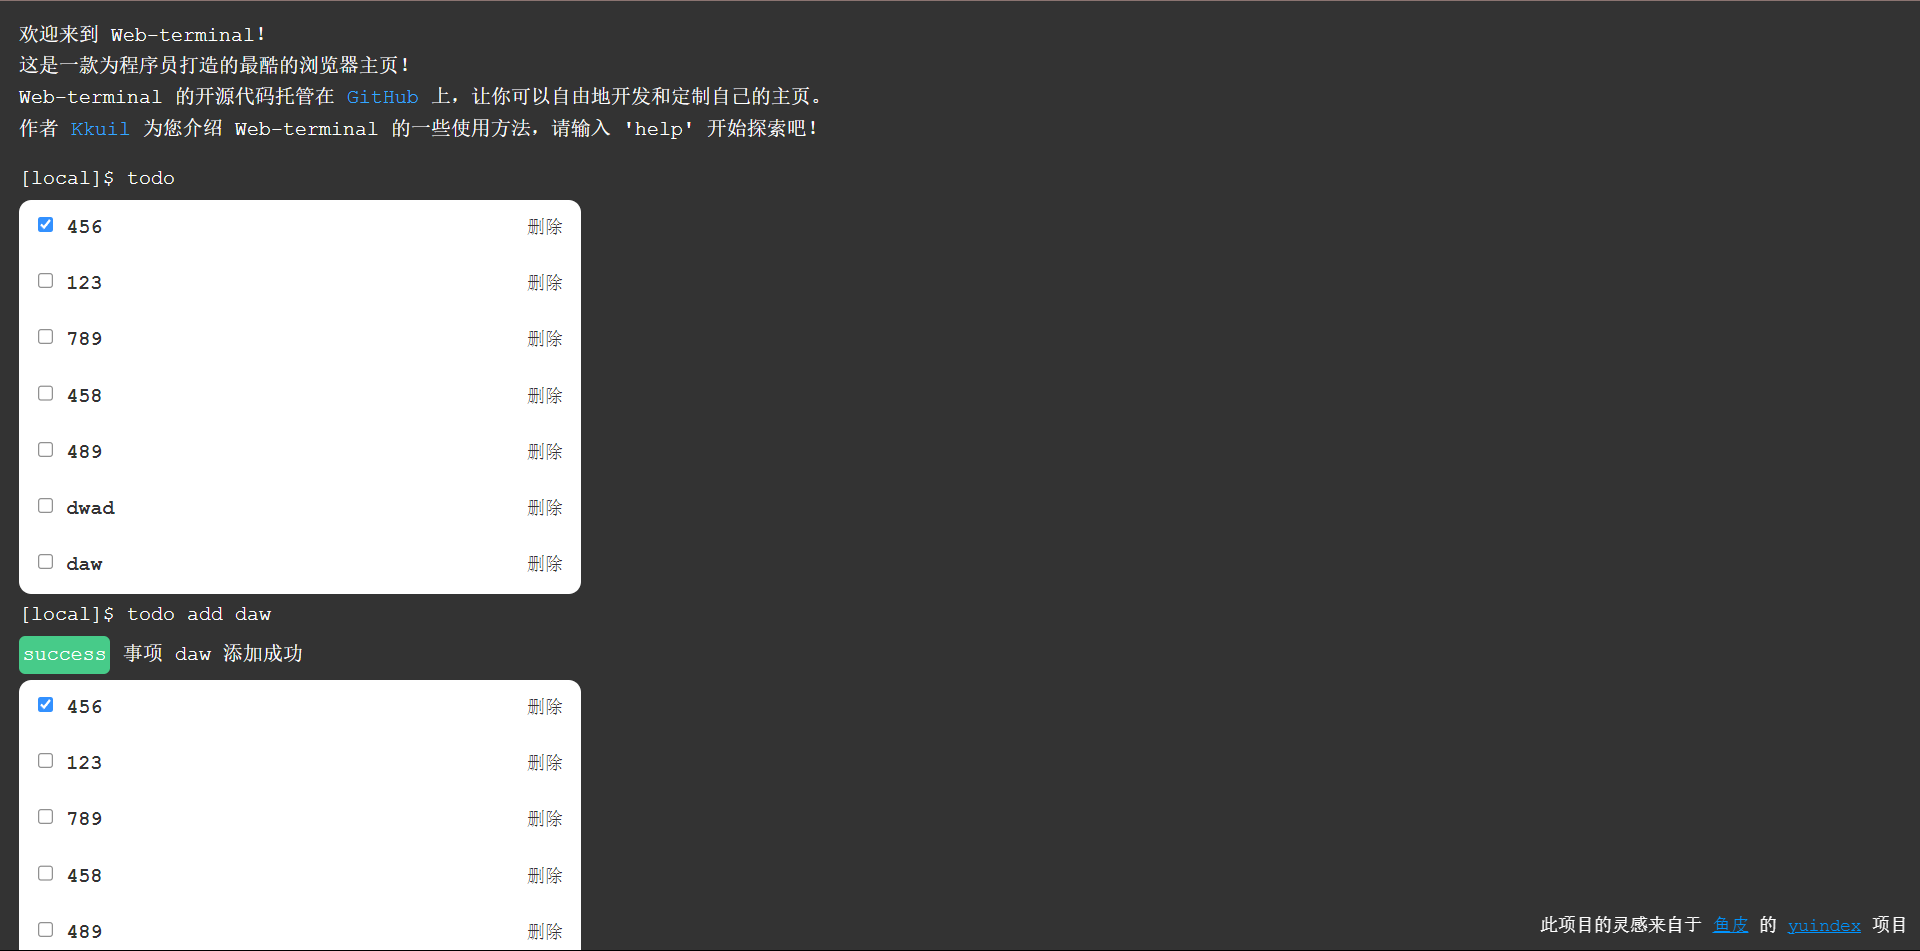 欢迎来到 Web-terminal!
这是一款为程序员打造的最酷的浏览器主页!
Web-terminal 的开源代码托管在 GitHub 上，让你可以自由地开发和定制自己的主页。
作者 Kkuil 为您介绍 Web-terminal 的一些使用方法，请输入 'help' 开始探索吧!
[local]$ todo
456 删除
123 删除
789 删除
458 删除
489 删除
dwad 删除
daw 删除
[local]$ todo add daw
success 事项 daw 添加成功
456 删除
123 删除
789 删除
458 删除
489 删除
此项目的灵感来自于 鱼皮 的 yuindex 项目